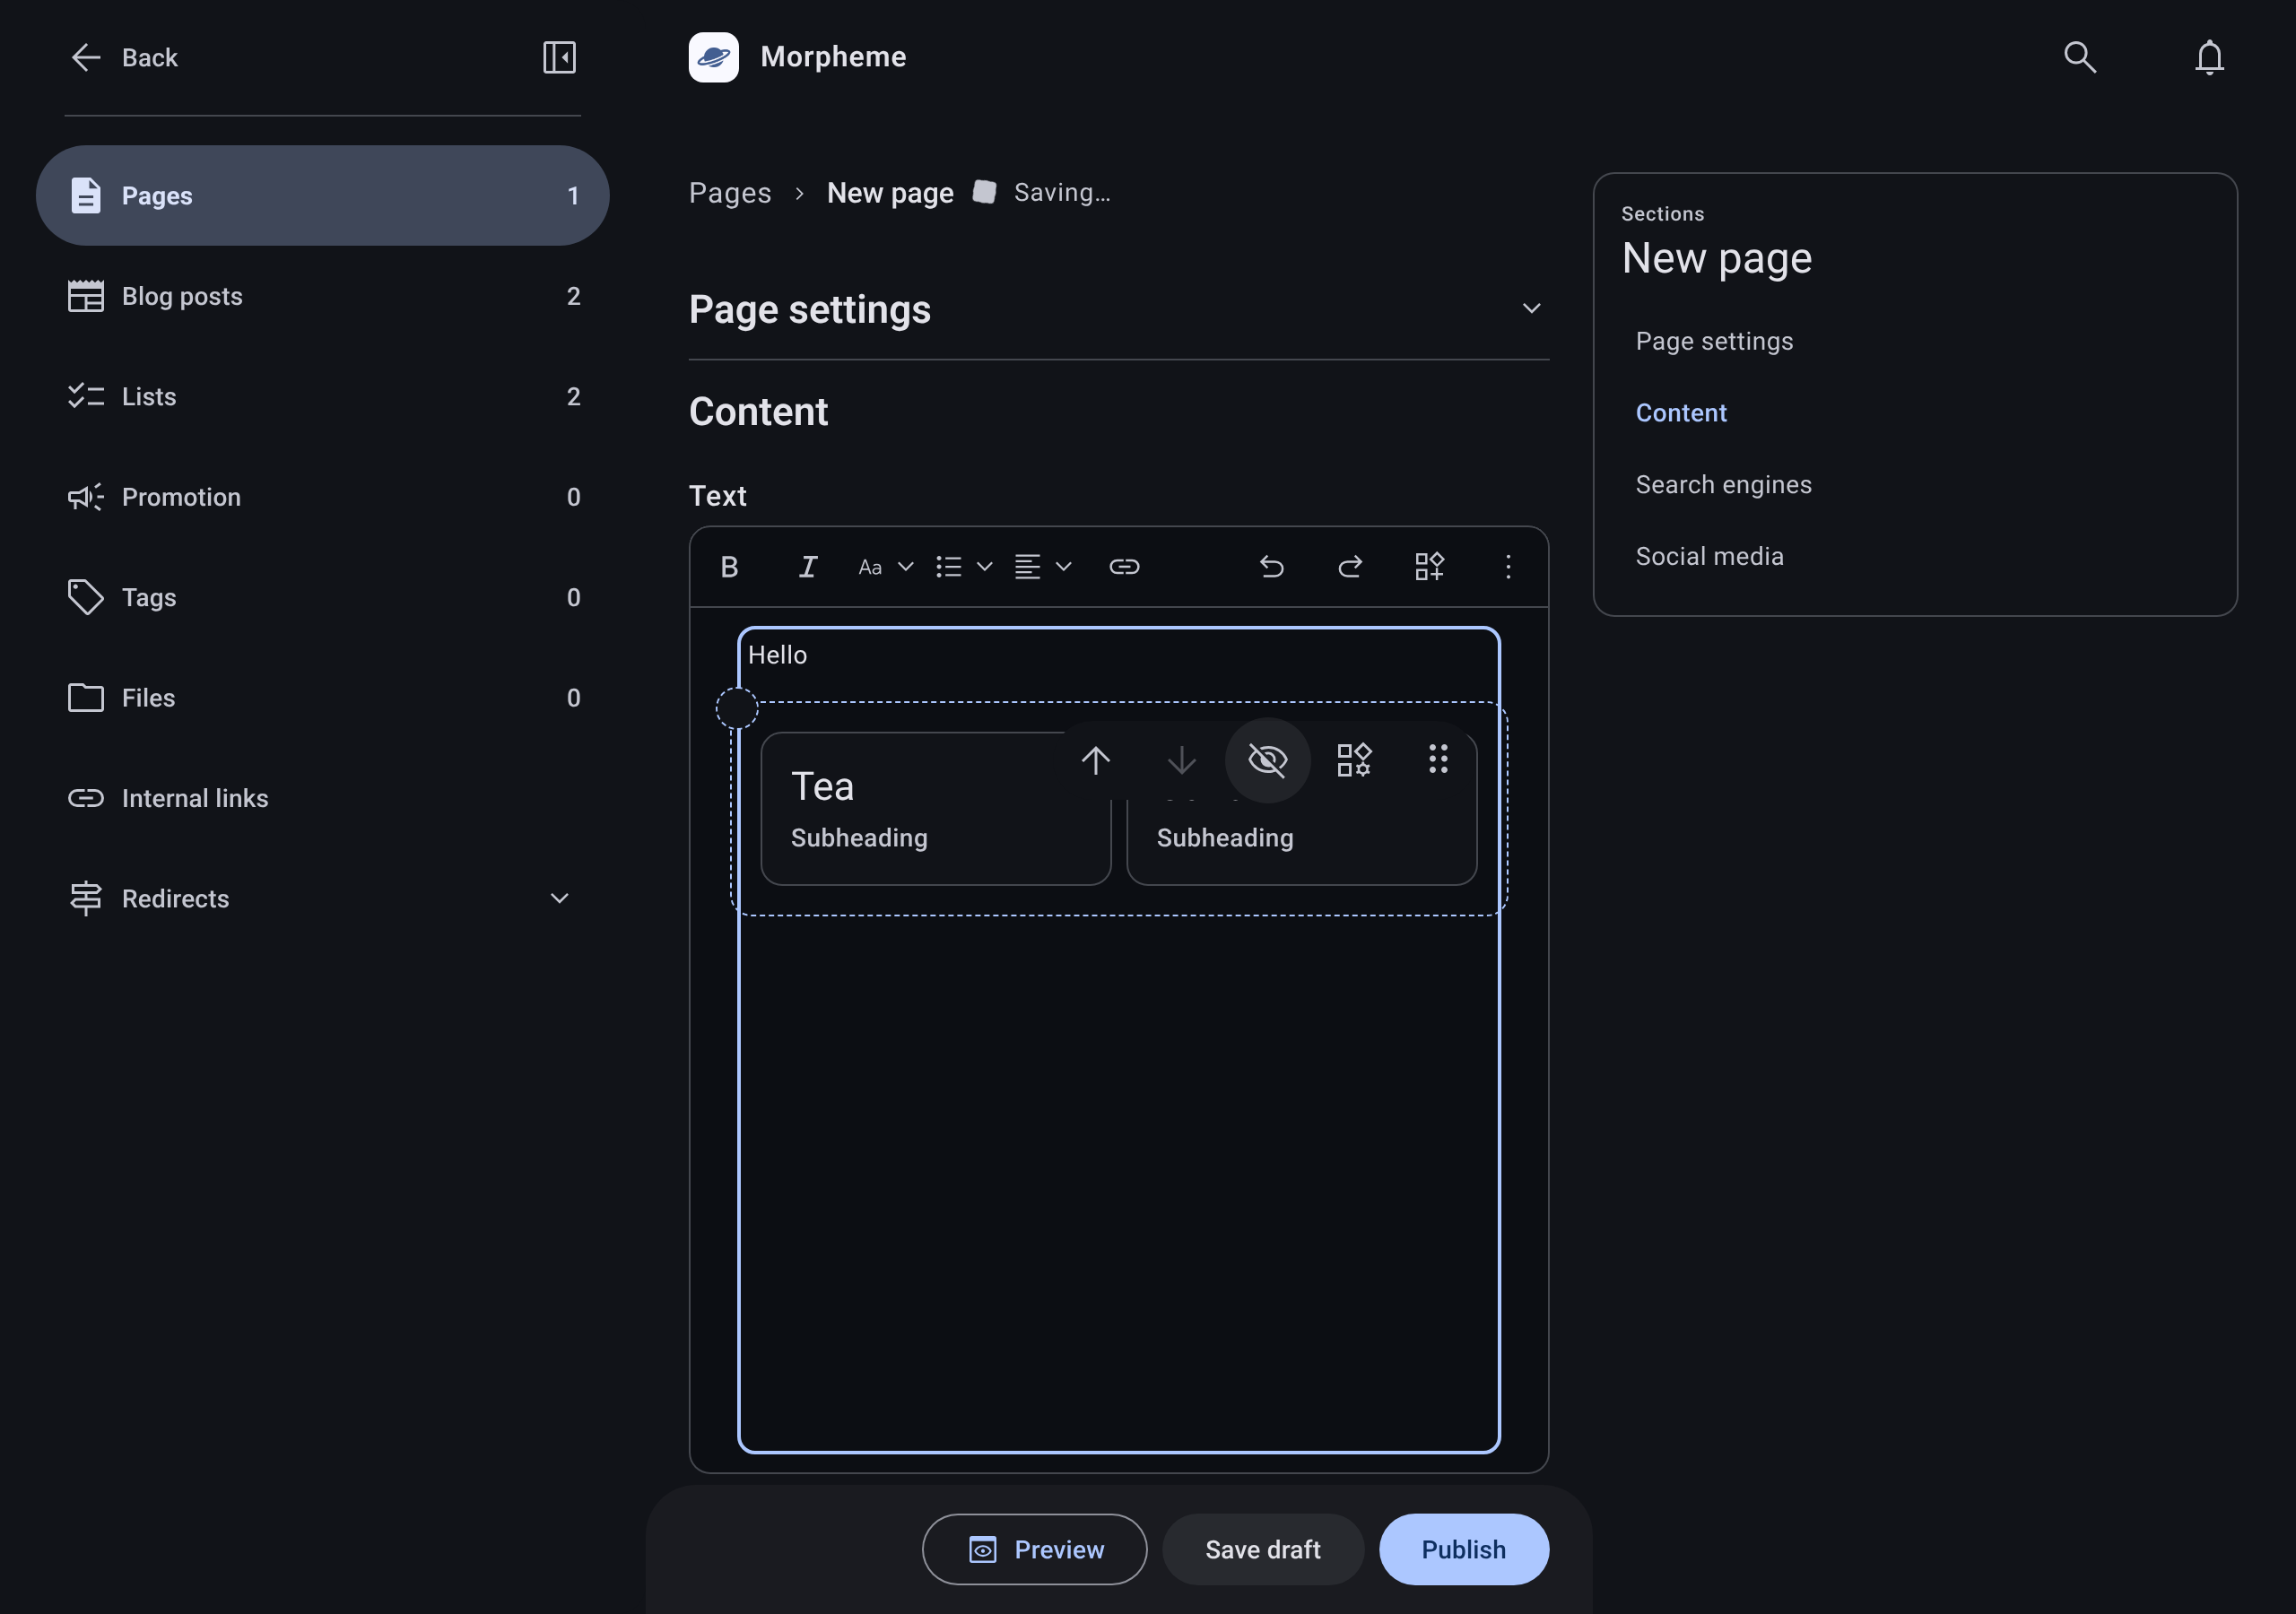 Back
Morpheme
Pages 1
Blog posts 2
Lists 2
Promotion 0
Tags 0
Files 0
Internal links
Redirects
Pages > New page Saving…
Page settings
Content
Text
B I Aa
Hello
Tea
Subheading
Subheading
Preview
Save draft
Publish
Sections
New page
Page settings
Content
Search engines
Social media